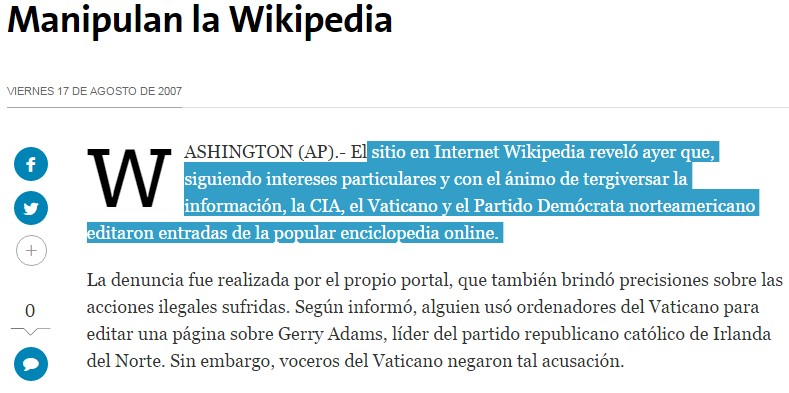 Manipulan la Wikipedia
VIERNES 17 DE AGOSTO DE 2007
WASHINGTON (AP).- El sitio en Internet Wikipedia reveló ayer que,
siguiendo intereses particulares y con el ánimo de tergiversar la
información, la CIA, el Vaticano y el Partido Demócrata norteamericano
editaron entradas de la popular enciclopedia online.
0
La denuncia fue realizada por el propio portal, que también brindó precisiones sobre las
acciones ilegales sufridas. Según informó, alguien usó ordenadores del Vaticano para
editar una página sobre Gerry Adams, líder del partido republicano católico de Irlanda
del Norte. Sin embargo, voceros del Vaticano negaron tal acusación.